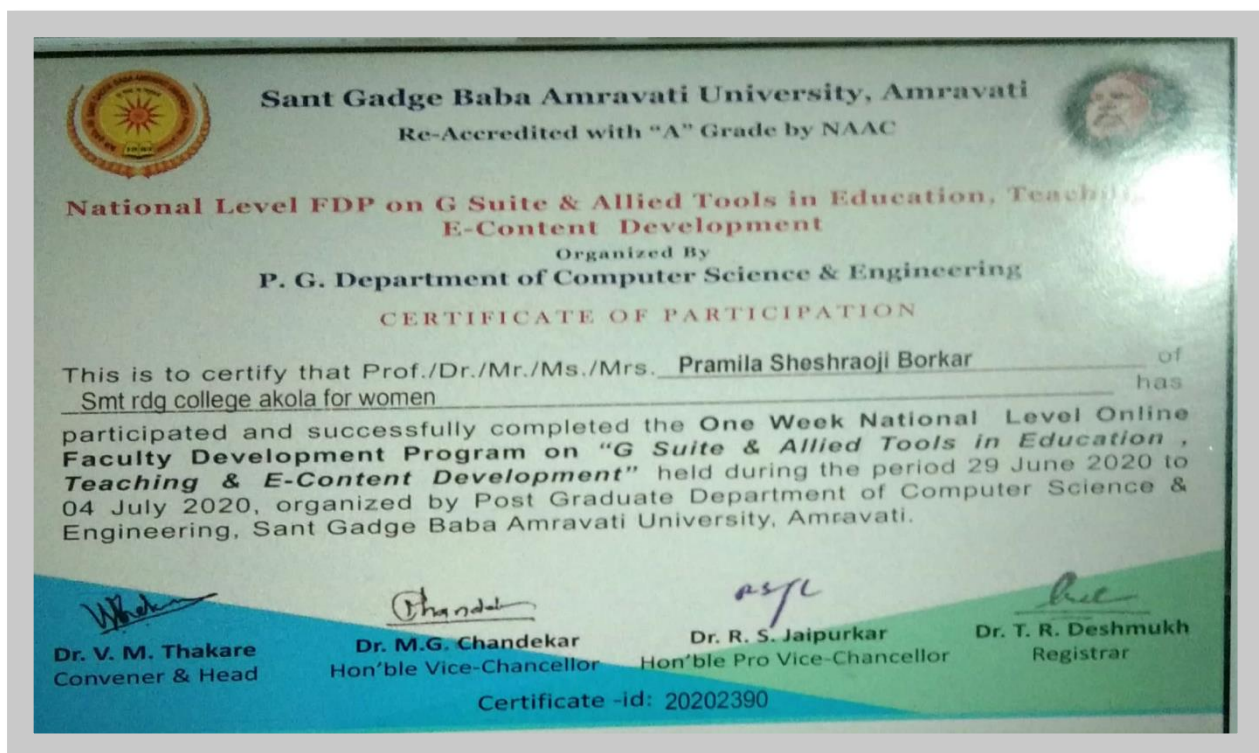 Sant Gadge Baba Amravati University, Amravati
Re-Accredited with "A" Grade by NAAC
National Level FDP on G Suite & Allied Tools in Education,
E-Content Development
Organized By
P. G. Department of Computer Science & Engineering
CERTIFICATE OF PARTICIPATION
This is to certify that Prof./Dr./Mr./Ms./Mrs. Pramila Sheshraoji Borkar of
Smt rdg college akola for women has
participated and successfully completed the One Week National Level Online
Faculty Development Program on "G Suite & Allied Tools in Education ,
Teaching & E-Content Development" held during the period 29 June 2020 to
04 July 2020, organized by Post Graduate Department of Computer Science &
Engineering, Sant Gadge Baba Amravati University, Amravati.
Dr. V. M. Thakare
Convener & Head
Dr. M.G. Chandekar
Hon'ble Vice-Chancellor
Dr. R. S. Jaipurkar
Hon'ble Pro Vice-Chancellor
Dr. T. R. Deshmukh
Registrar
Certificate -id: 20202390